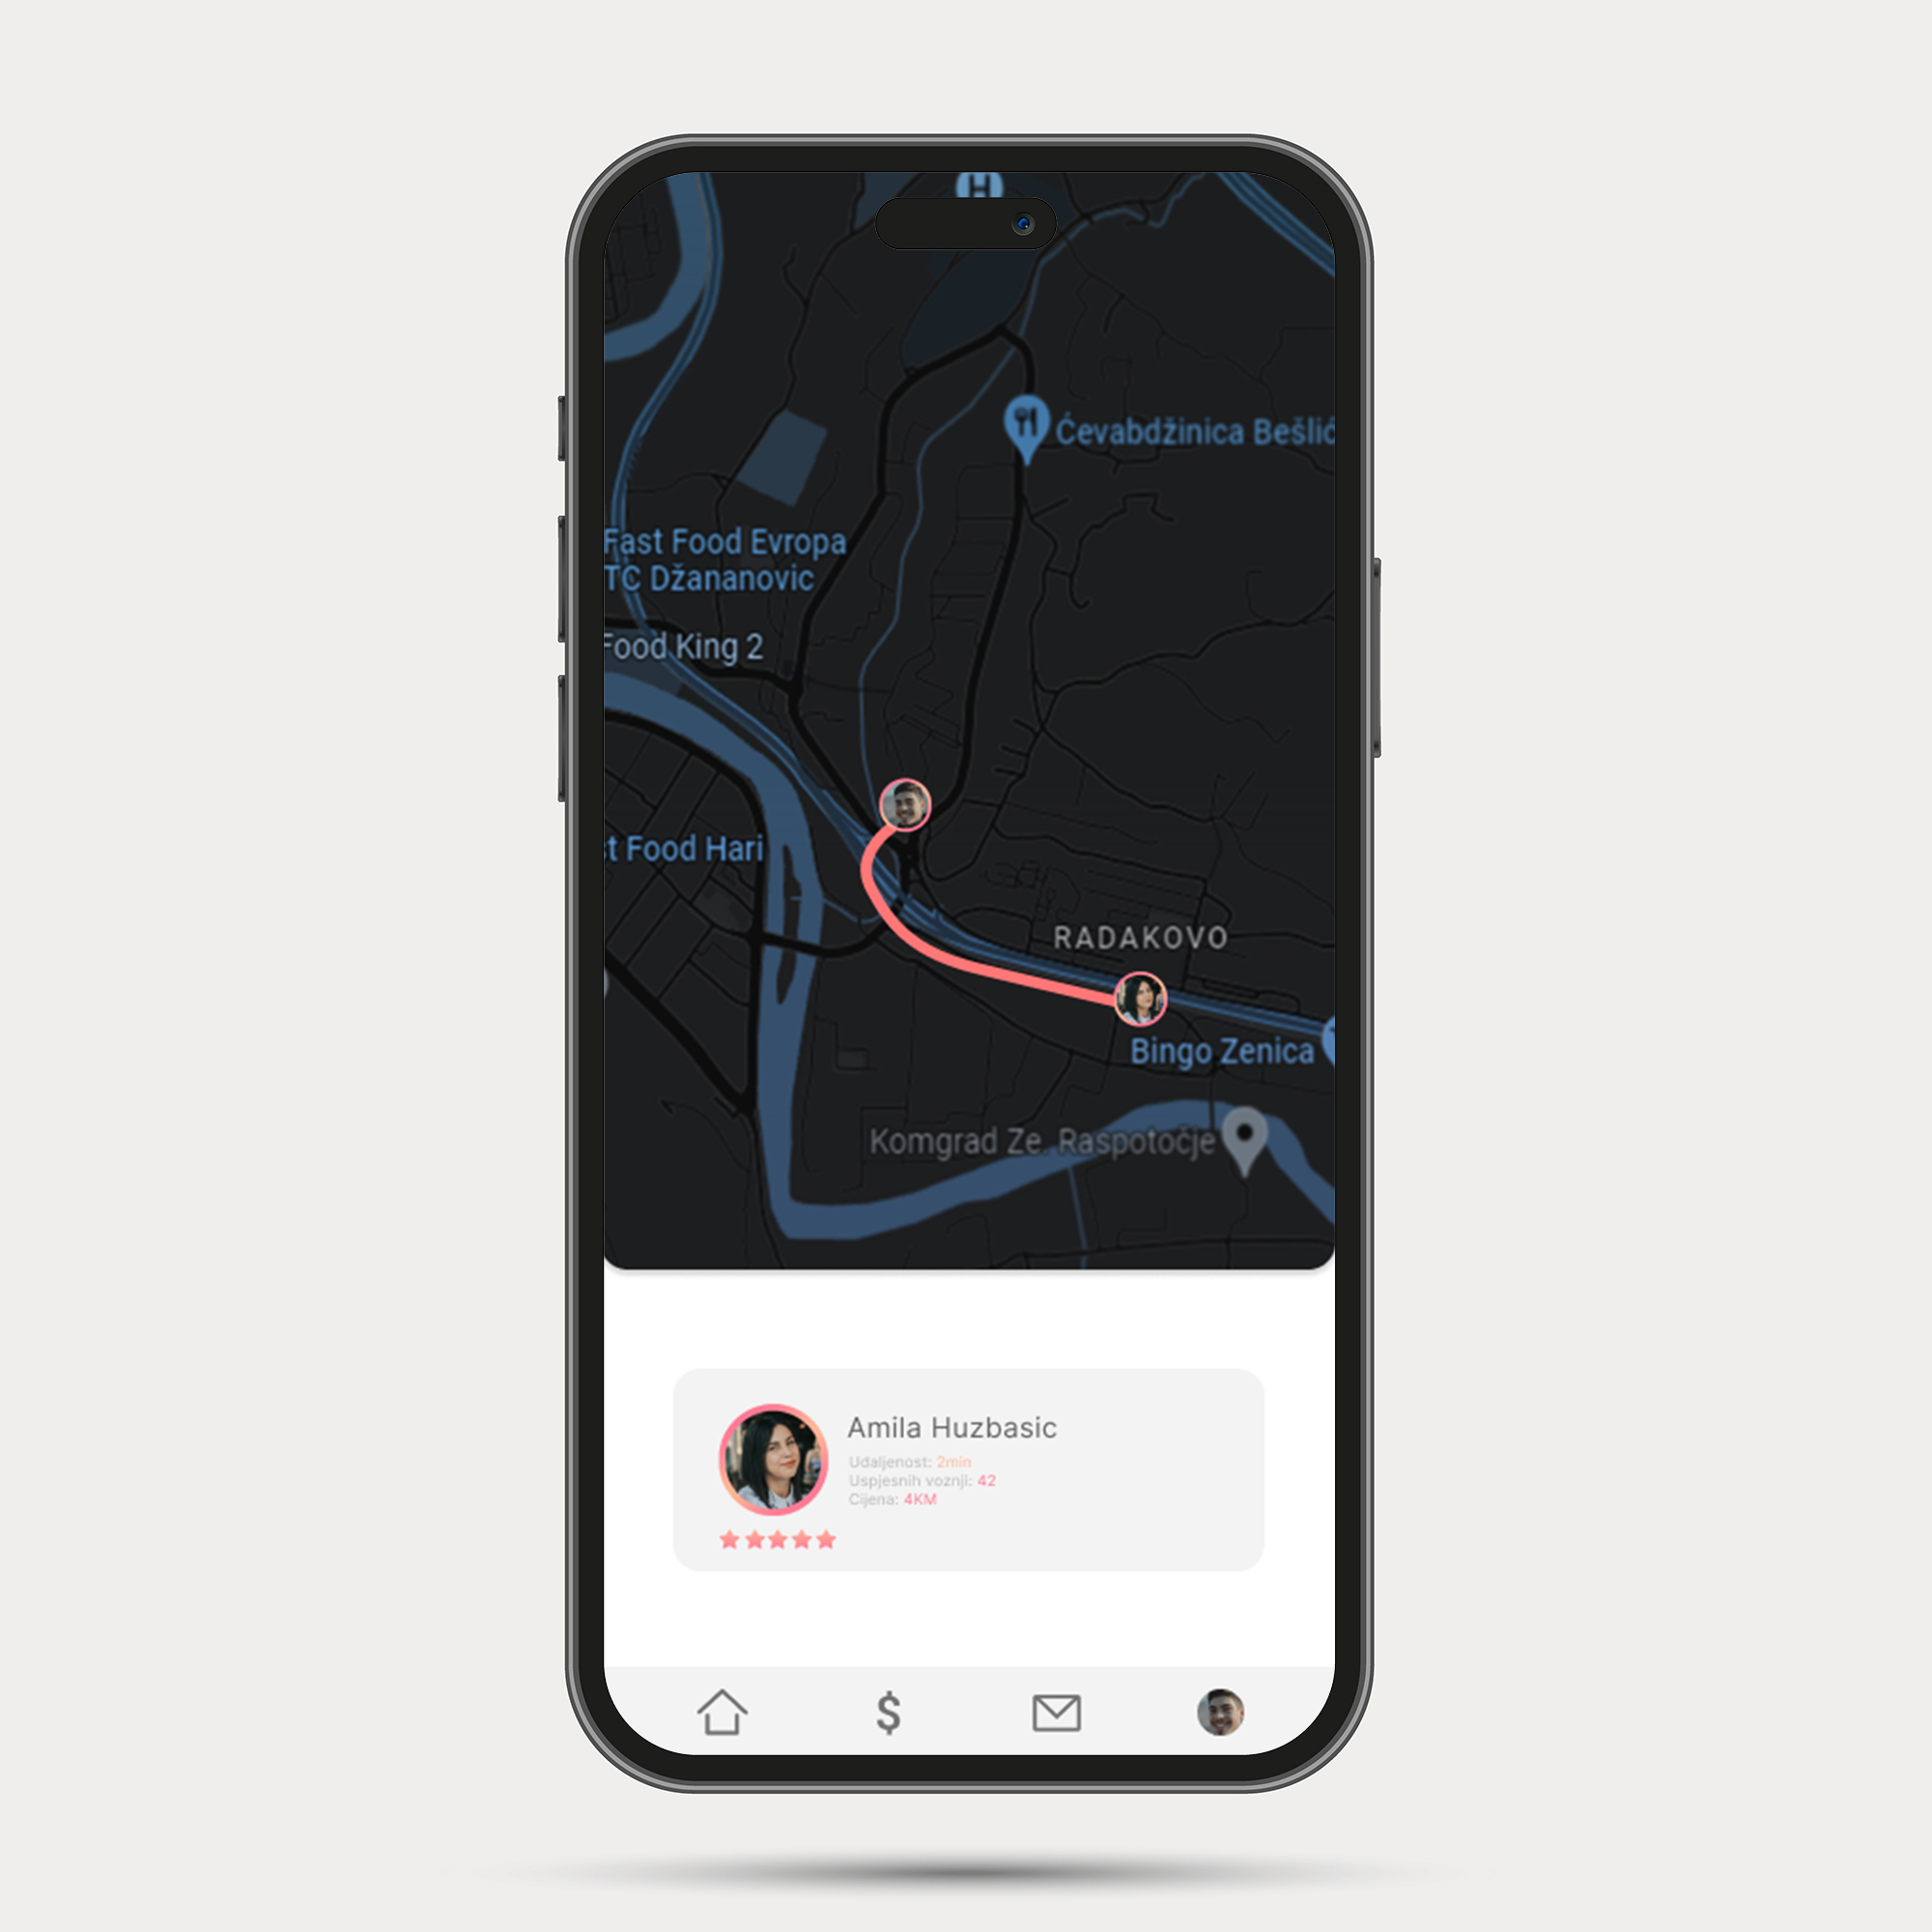 H
Ćevabdžinica Bešlić
Fast Food Evropa
TC Džananovic
Food King 2
st Food Hari
RADAKOVO
Bingo Zenica
Komgrad Ze. Raspotočje
Amila Huzbasic
Udaljenost: 2min
Uspjesnih voznji: 42
Cijena: 4KM
$